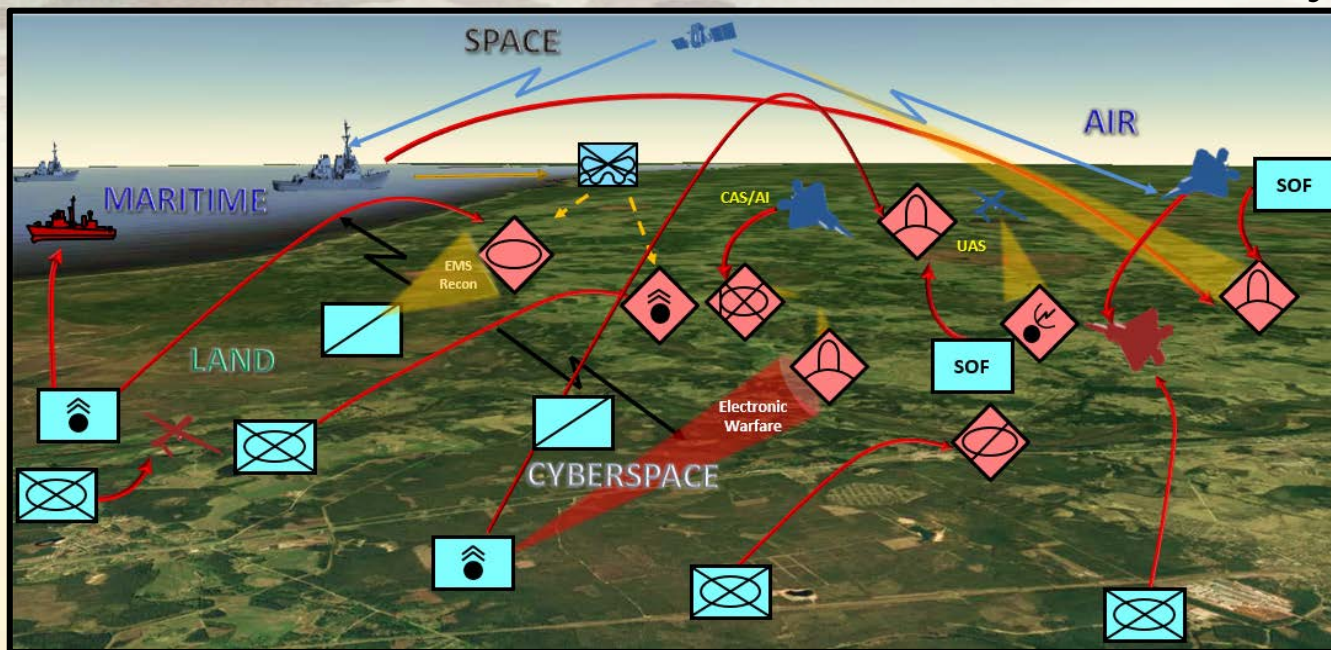 SPACE
AIR
SOF
MARITIME
CAS/AI
UAS
EMS
Recon
LAND
SOF
Electronic
Warfare
CYBERSPACE